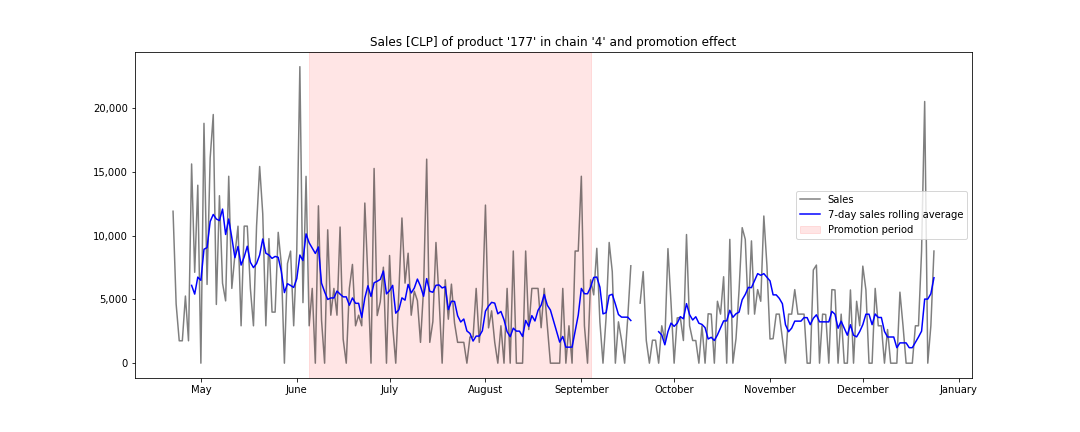 Sales [CLP] of product '177' in chain '4' and promotion effect
20,000
15,000
10,000
5,000
0
Sales
7-day sales rolling average
Promotion period
May June July August September October November December January